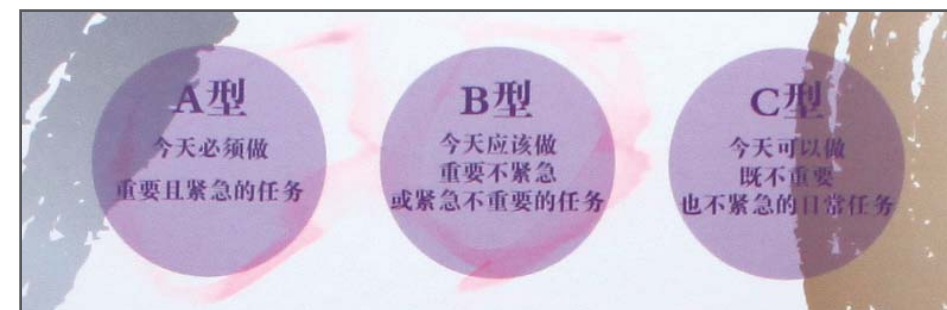 A型
今天必须做
重要且紧急的任务
B型
今天应该做
重要不紧急
或紧急不重要的任务
C型
今天可以做
既不重要
也不紧急的日常任务